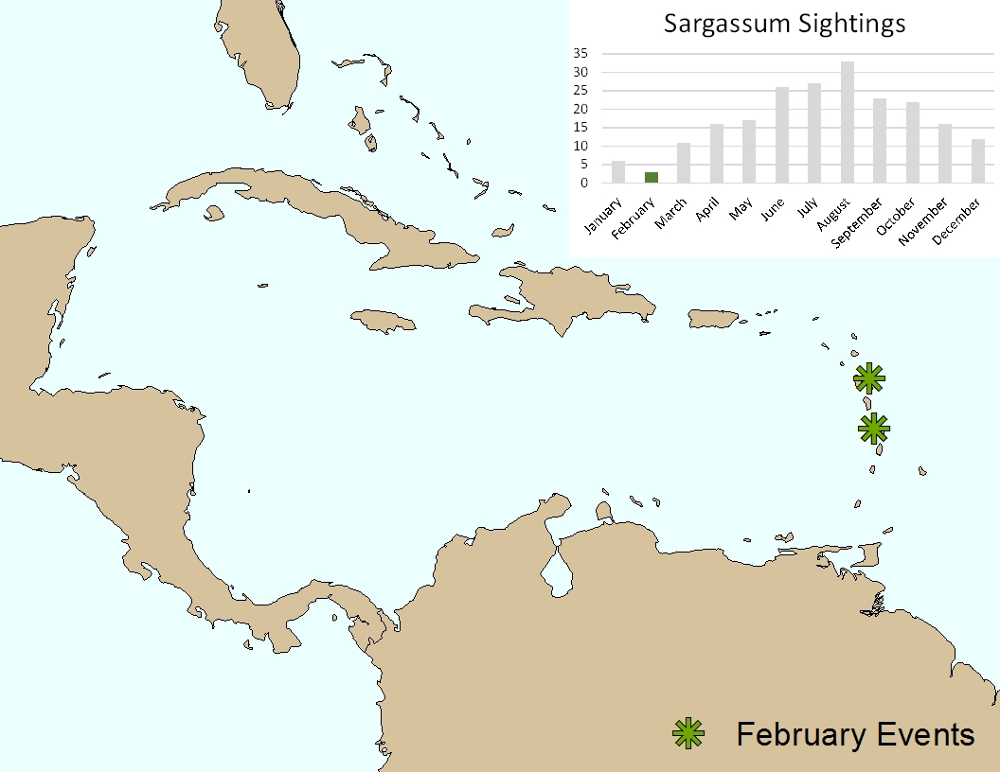 Sargassum Sightings
35
30
25
20
15
10
5
0
January
February
March
April
May
June
July
August
September
October
November
December
February Events